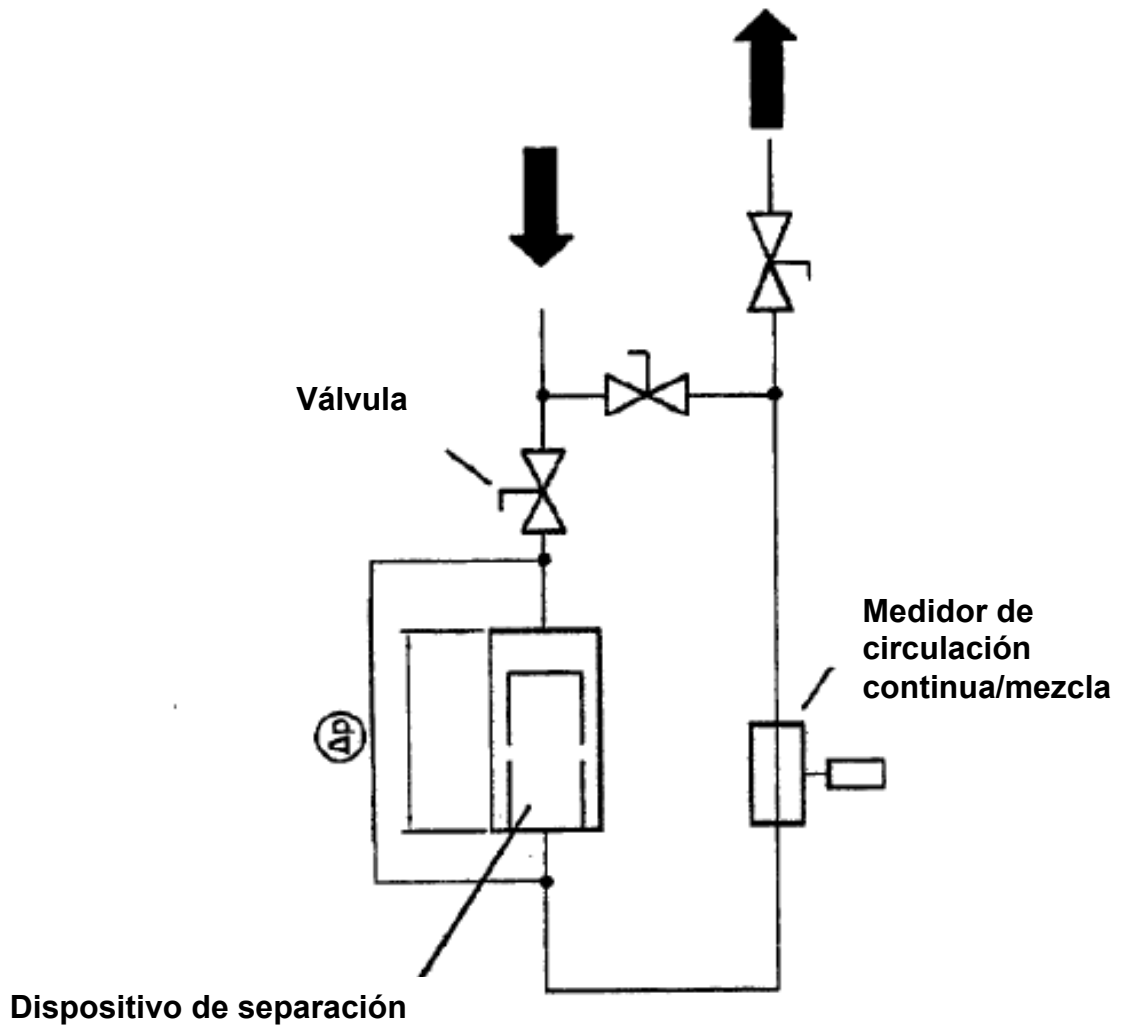 Válvula
Medidor de
circulación
continua/mezcla
Δp
Dispositivo de separación